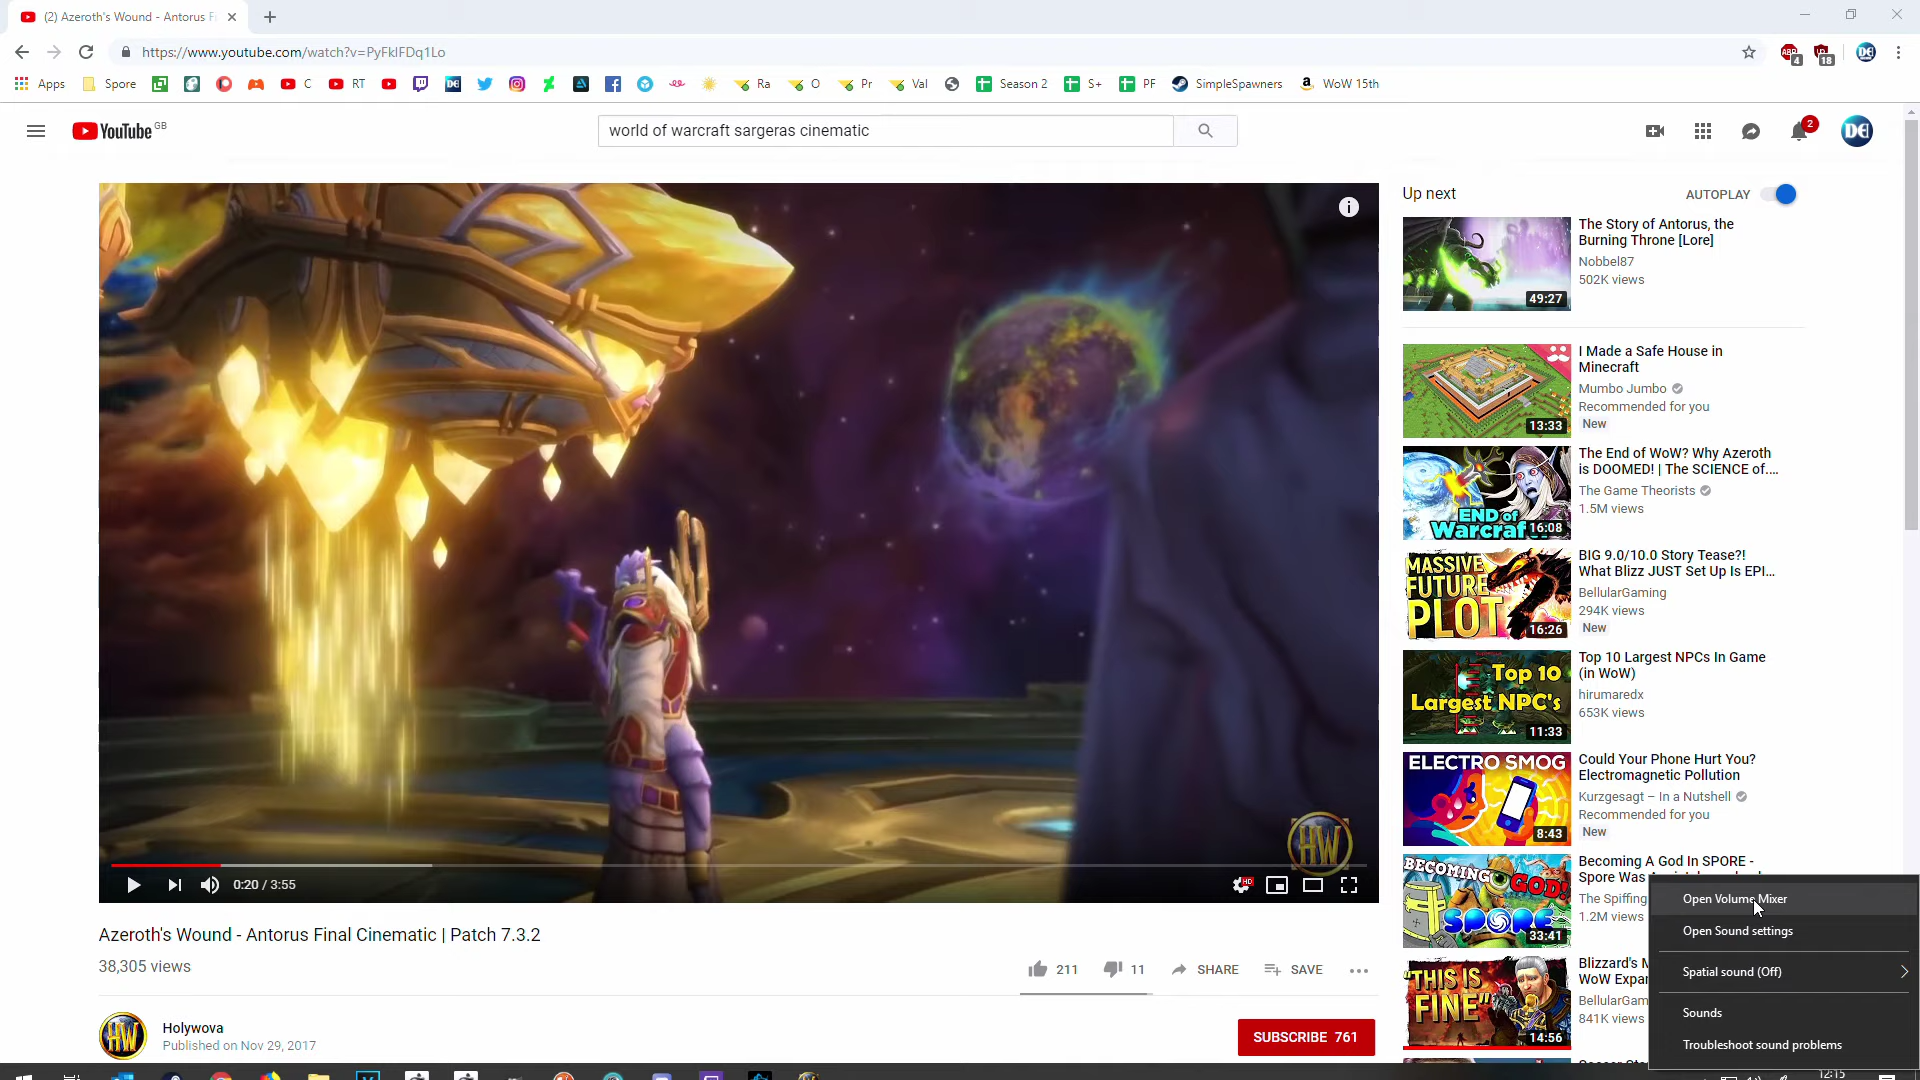 (2) Azeroth's Wound - Antorus F
https://www.youtube.com/watch?v=PyFklFDq1Lo
4
18
Apps
Spore
C
RT
Ra
O
Pr
Val
Season 2
S+
PF
SimpleSpawners
WoW 15th
YouTube GB
world of warcraft sargeras cinematic
2
DE
Up next
AUTOPLAY
The Story of Antorus, the
Burning Throne [Lore]
Nobbel87
502K views
49:27
I Made a Safe House in
Minecraft
Mumbo Jumbo
Recommended for you
New
13:33
The End of WoW? Why Azeroth
is DOOMED! | The SCIENCE of....
The Game Theorists
1.5M views
END of
Warcraf
16:08
BIG 9.0/10.0 Story Tease?!
What Blizz JUST Set Up Is EPI...
BellularGaming
294K views
New
MASSIVE
FUTURE
PLOT
16:26
Top 10 Largest NPCs In Game
(in WoW)
hirumaredx
653K views
Top 10
Largest NPC's
11:33
Could Your Phone Hurt You?
Electromagnetic Pollution
Kurzgesagt – In a Nutshell
Recommended for you
New
ELECTRO SMOG
8:43
Becoming A God In SPORE -
Spore Was
The Spiffing
1.2M views
BECOMING
GOD!
SPORE
33:41
Blizzard's M
WoW Expan
BellularGam
841K views
"THIS IS
FINE"
14:56
HW
0:20 / 3:55
HD
Azeroth's Wound - Antorus Final Cinematic | Patch 7.3.2
38,305 views
211
11
SHARE
SAVE
HW
Holywova
Published on Nov 29, 2017
SUBSCRIBE 761
Open Volume Mixer
Open Sound settings
Spatial sound (Off)
Sounds
Troubleshoot sound problems
12:15